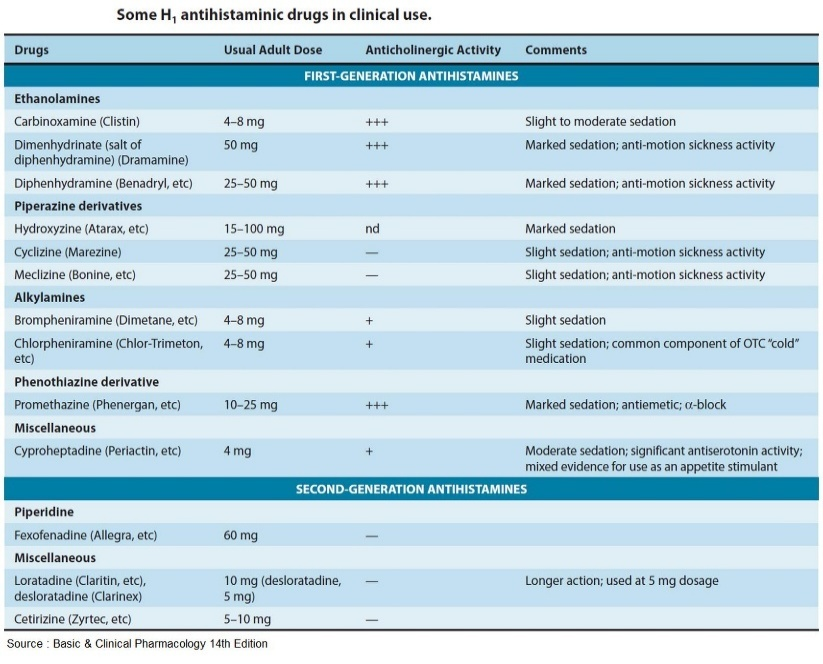 Some H₁ antihistaminic drugs in clinical use.
Drugs Usual Adult Dose Anticholinergic Activity Comments
FIRST-GENERATION ANTIHISTAMINES
Ethanolamines
Carbinoxamine (Clistin) 4–8 mg +++ Slight to moderate sedation
Dimenhydrinate (salt of 50 mg +++ Marked sedation; anti-motion sickness activity
diphenhydramine) (Dramamine)
Diphenhydramine (Benadryl, etc) 25–50 mg +++ Marked sedation; anti-motion sickness activity
Piperazine derivatives
Hydroxyzine (Atarax, etc) 15–100 mg nd Marked sedation
Cyclizine (Marezine) 25–50 mg — Slight sedation; anti-motion sickness activity
Meclizine (Bonine, etc) 25–50 mg — Slight sedation; anti-motion sickness activity
Alkylamines
Brompheniramine (Dimetane, etc) 4–8 mg + Slight sedation
Chlorpheniramine (Chlor-Trimeton, 4–8 mg + Slight sedation; common component of OTC “cold”
etc) medication
Phenothiazine derivative
Promethazine (Phenergan, etc) 10–25 mg +++ Marked sedation; antiemetic; α-block
Miscellaneous
Cyproheptadine (Periactin, etc) 4 mg + Moderate sedation; significant antiserotonin activity;
mixed evidence for use as an appetite stimulant
SECOND-GENERATION ANTIHISTAMINES
Piperidine
Fexofenadine (Allegra, etc) 60 mg —
Miscellaneous
Loratadine (Claritin, etc), 10 mg (desloratadine, — Longer action; used at 5 mg dosage
desloratadine (Clarinex) 5 mg)
Cetirizine (Zyrtec, etc) 5–10 mg —
Source : Basic & Clinical Pharmacology 14th Edition